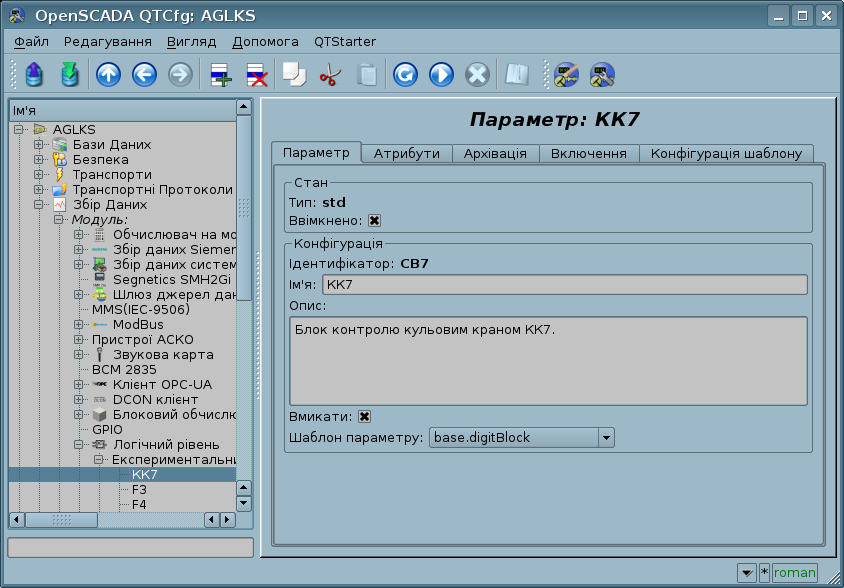 OpenSCADA QTCfg: AGLKS
Файл Редагування Вигляд Допомога QTStarter
Ім'я
AGLKS
Бази Даних
Безпека
Транспорти
Транспортні Протоколи
Збір Даних
Модуль:
Обчислювач на мо
Збір даних Siemen
Збір даних систем
Segnetics SMH2Gi
Шлюз джерел дан
MMS(IEC-9506)
ModBus
Пристрої АСКО
Звукова карта
BCM 2835
Клієнт OPC-UA
DCON клієнт
Блоковий обчислю
GPIO
Логічний рівень
Експериментальни
КК7
F3
F4
Параметр: КК7
Параметр Атрибути Архівація Включення Конфігурація шаблону
Стан
Тип: std
Ввімкнено:
Конфігурація
Ідентифікатор: CB7
Ім'я: КК7
Опис:
Блок контролю кульовим краном КК7.
Вмикати:
Шаблон параметру: base.digitBlock
* roman